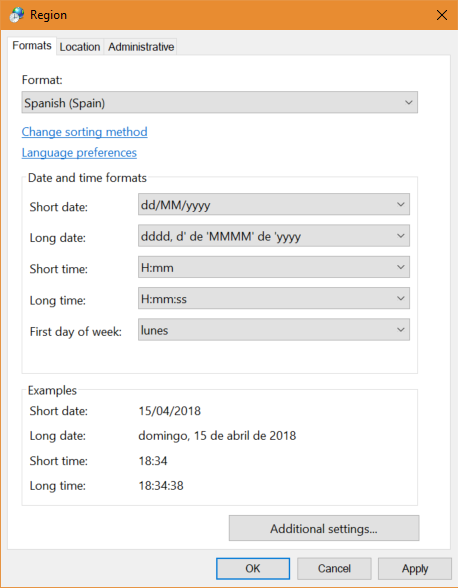 Region
Formats Location Administrative
Format:
Spanish (Spain)
Change sorting method
Language preferences
Date and time formats
Short date: dd/MM/yyyy
Long date: dddd, d' de 'MMMM' de 'yyyy
Short time: H:mm
Long time: H:mm:ss
First day of week: lunes
Examples
Short date: 15/04/2018
Long date: domingo, 15 de abril de 2018
Short time: 18:34
Long time: 18:34:38
Additional settings...
OK Cancel Apply